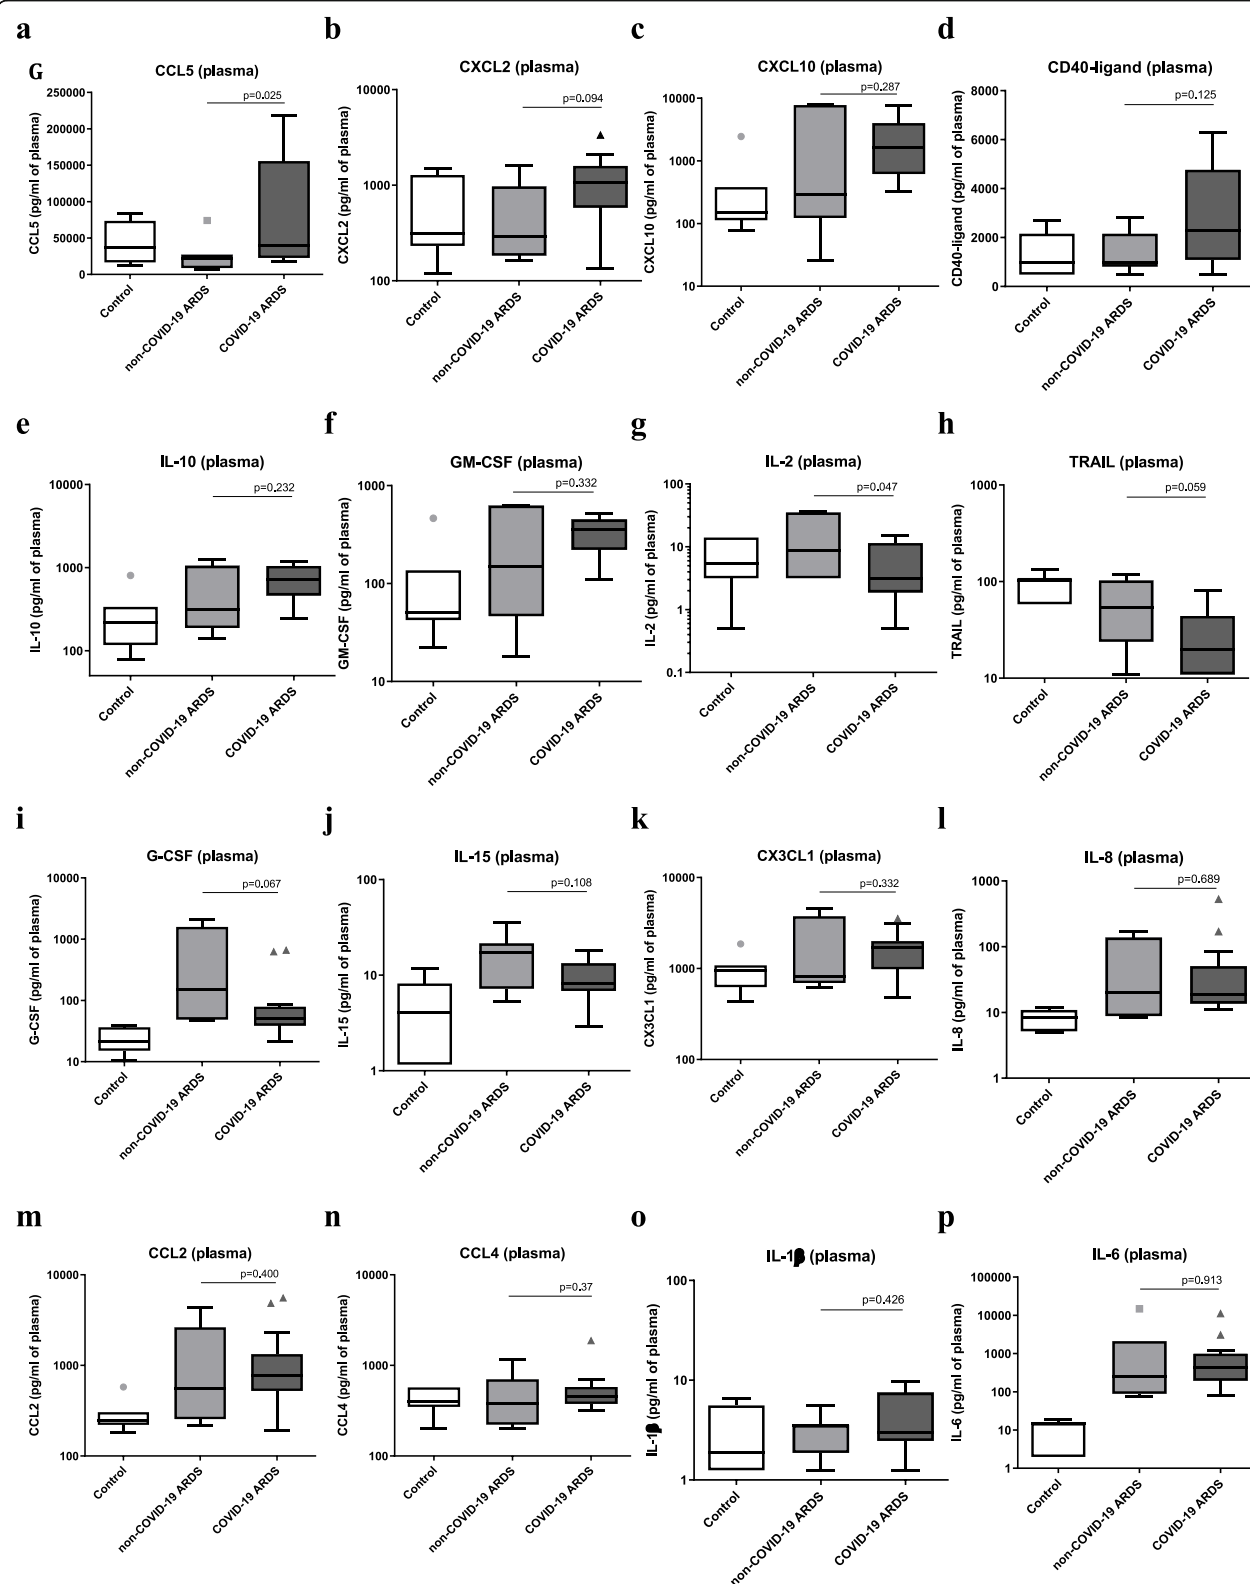 a
G
CCL5 (plasma)
p=0.025
CCL5 (pg/ml of plasma)
250000
200000
150000
100000
50000
0
Control
non-COVID-19 ARDS
COVID-19 ARDS
b
CXCL2 (plasma)
p=0.094
CXCL2 (pg/ml of plasma)
10000
1000
100
Control
non-COVID-19 ARDS
COVID-19 ARDS
c
CXCL10 (plasma)
p=0.287
CXCL10 (pg/ml of plasma)
10000
1000
100
10
Control
non-COVID-19 ARDS
COVID-19 ARDS
d
CD40-ligand (plasma)
p=0.125
CD40-ligand (pg/ml of plasma)
8000
6000
4000
2000
0
Control
non-COVID-19 ARDS
COVID-19 ARDS
e
IL-10 (plasma)
p=0.232
IL-10 (pg/ml of plasma)
10000
1000
100
Control
non-COVID-19 ARDS
COVID-19 ARDS
f
GM-CSF (plasma)
p=0.332
GM-CSF (pg/ml of plasma)
1000
100
10
Control
non-COVID-19 ARDS
COVID-19 ARDS
g
IL-2 (plasma)
p=0.047
IL-2 (pg/ml of plasma)
100
10
1
0.1
Control
non-COVID-19 ARDS
COVID-19 ARDS
h
TRAIL (plasma)
p=0.059
TRAIL (pg/ml of plasma)
1000
100
10
Control
non-COVID-19 ARDS
COVID-19 ARDS
i
G-CSF (plasma)
p=0.067
G-CSF (pg/ml of plasma)
10000
1000
100
10
Control
non-COVID-19 ARDS
COVID-19 ARDS
j
IL-15 (plasma)
p=0.108
IL-15 (pg/ml of plasma)
100
10
1
Control
non-COVID-19 ARDS
COVID-19 ARDS
k
CX3CL1 (plasma)
p=0.332
CX3CL1 (pg/ml of plasma)
10000
1000
100
Control
non-COVID-19 ARDS
COVID-19 ARDS
l
IL-8 (plasma)
p=0.689
IL-8 (pg/ml of plasma)
1000
100
10
1
Control
non-COVID-19 ARDS
COVID-19 ARDS
m
CCL2 (plasma)
p=0.400
CCL2 (pg/ml of plasma)
10000
1000
100
Control
non-COVID-19 ARDS
COVID-19 ARDS
n
CCL4 (plasma)
p=0.37
CCL4 (pg/ml of plasma)
10000
1000
100
Control
non-COVID-19 ARDS
COVID-19 ARDS
o
IL-1β (plasma)
p=0.426
IL-1β (pg/ml of plasma)
100
10
1
Control
non-COVID-19 ARDS
COVID-19 ARDS
p
IL-6 (plasma)
p=0.913
IL-6 (pg/ml of plasma)
100000
10000
1000
100
10
1
Control
non-COVID-19 ARDS
COVID-19 ARDS